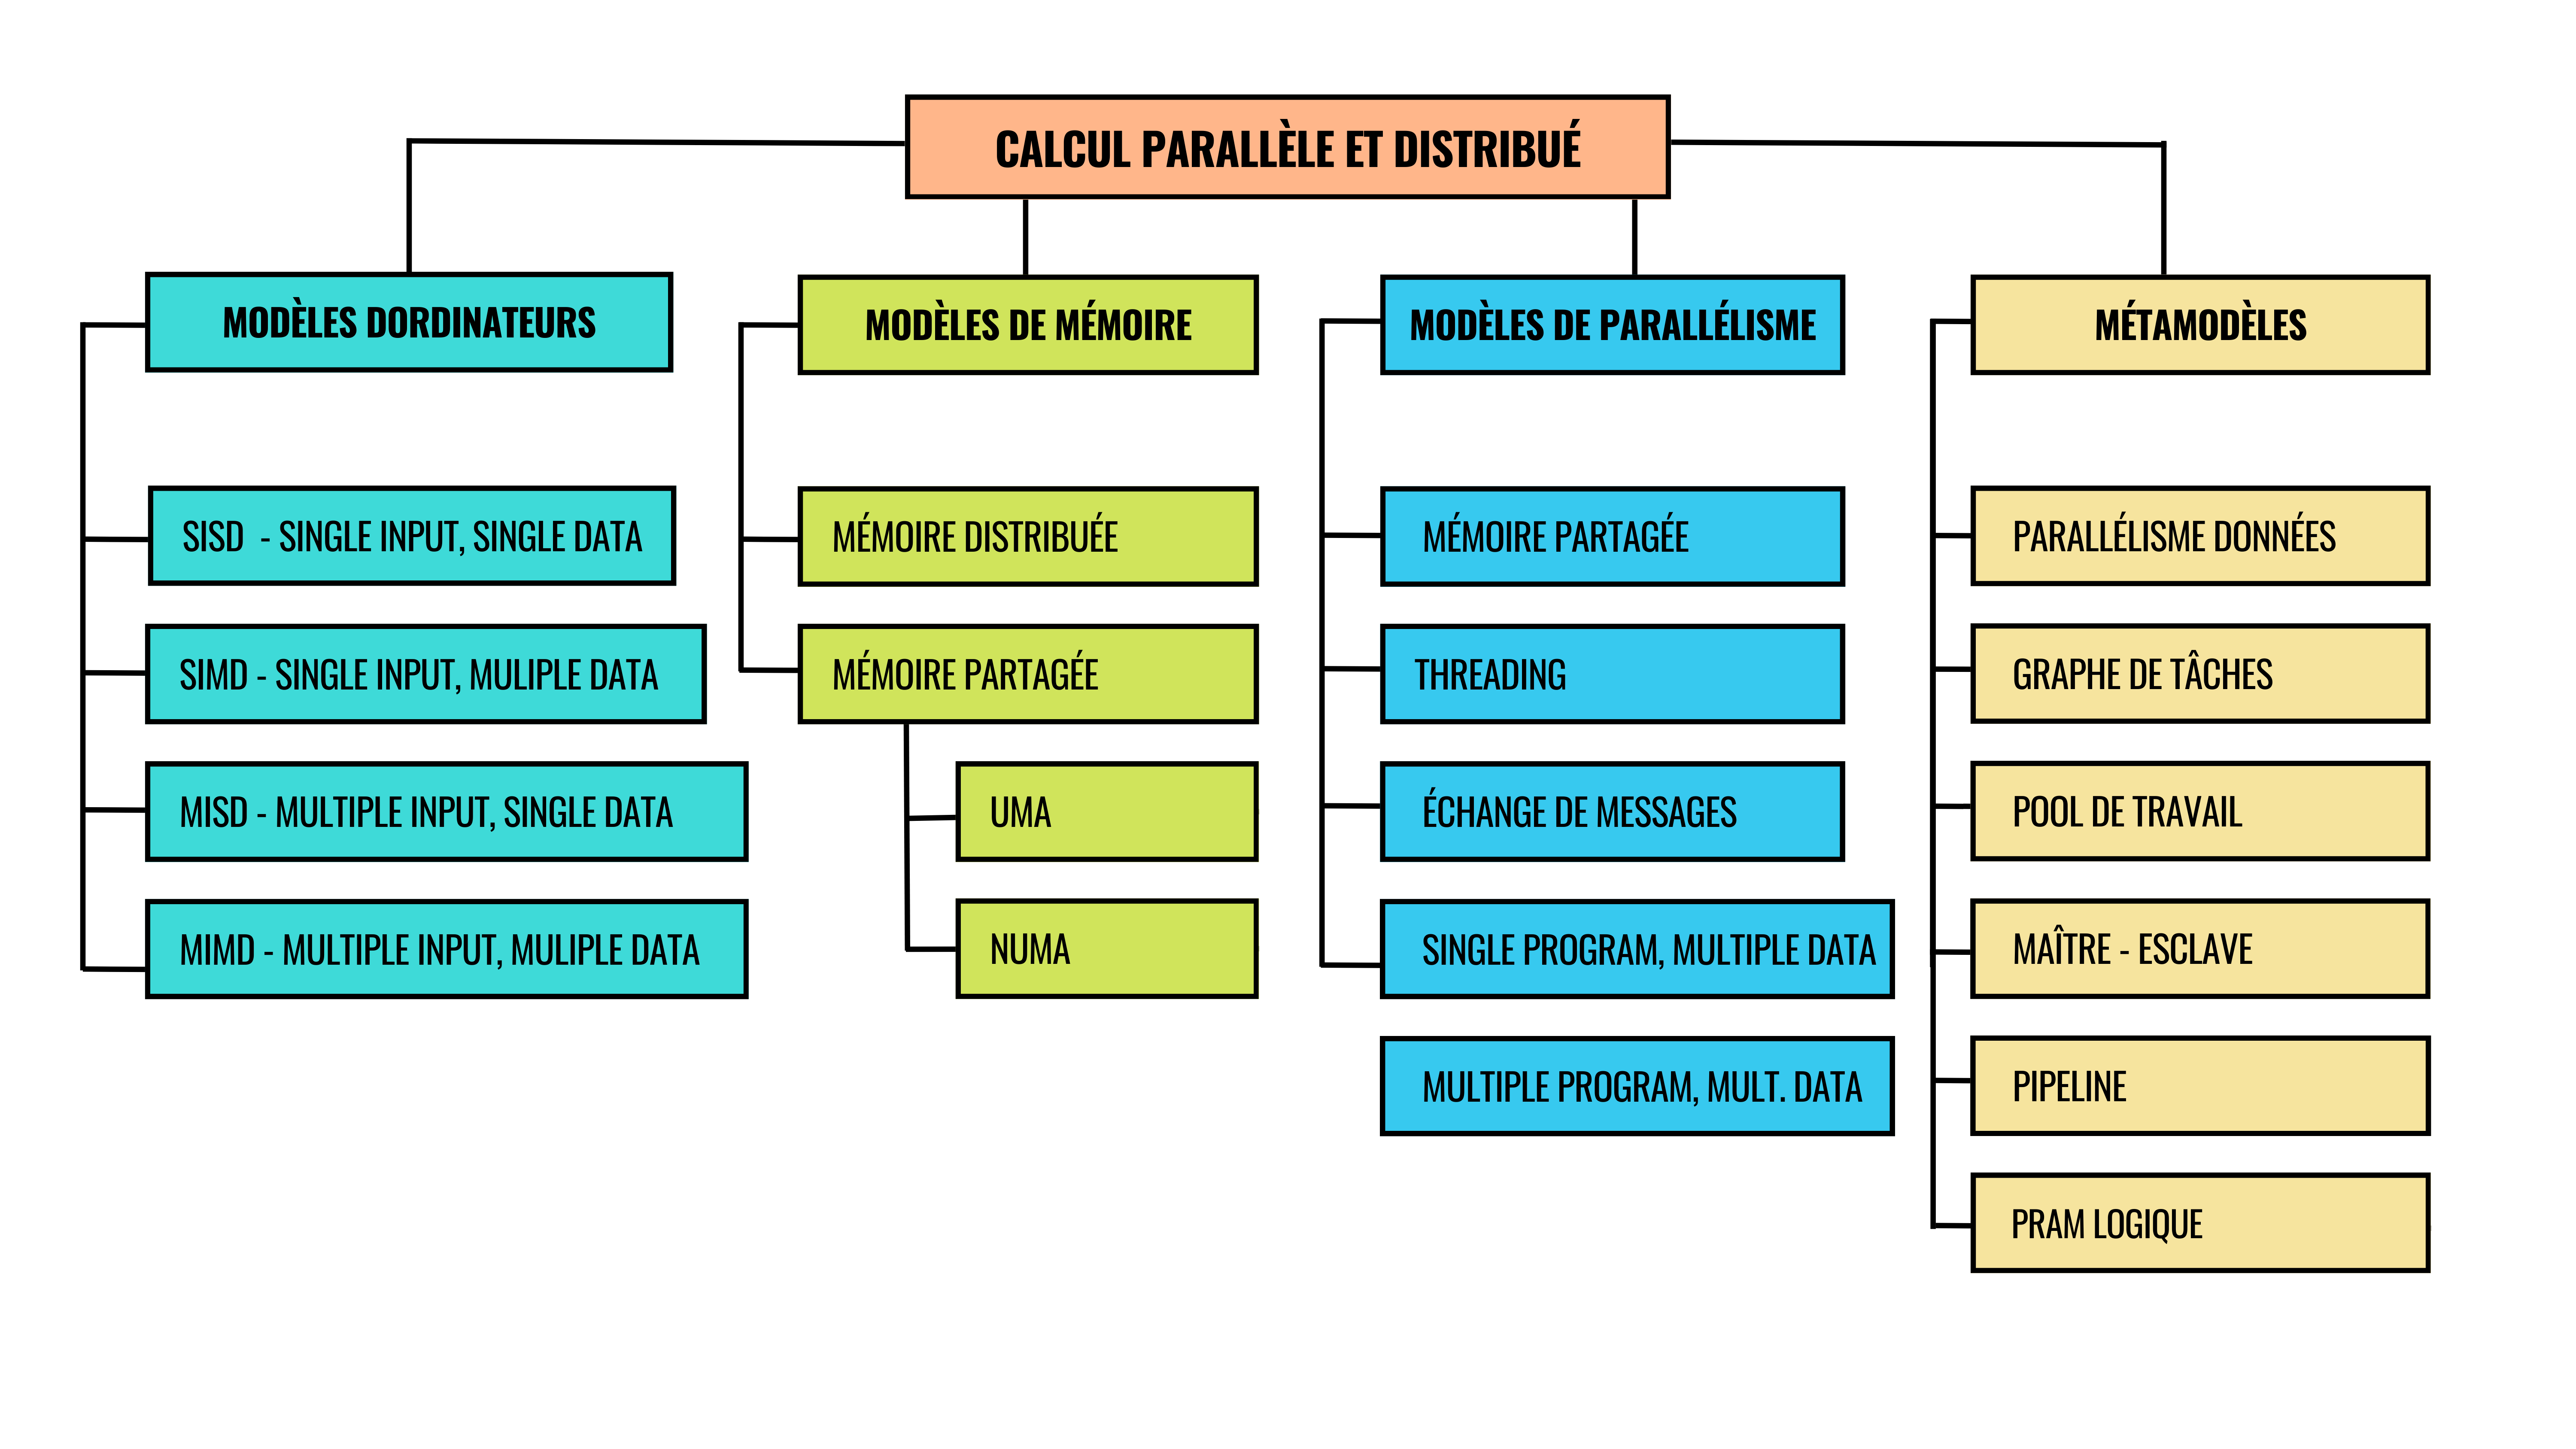 CALCUL PARALLÈLE ET DISTRIBUÉ
MODÈLES DORDINATEURS
SISD - SINGLE INPUT, SINGLE DATA
SIMD - SINGLE INPUT, MULIPLE DATA
MISD - MULTIPLE INPUT, SINGLE DATA
MIMD - MULTIPLE INPUT, MULIPLE DATA
MODÈLES DE MÉMOIRE
MÉMOIRE DISTRIBUÉE
MÉMOIRE PARTAGÉE
UMA
NUMA
MODÈLES DE PARALLÉLISME
MÉMOIRE PARTAGÉE
THREADING
ÉCHANGE DE MESSAGES
SINGLE PROGRAM, MULTIPLE DATA
MULTIPLE PROGRAM, MULT. DATA
MÉTAMODÈLES
PARALLÉLISME DONNÉES
GRAPHE DE TÂCHES
POOL DE TRAVAIL
MAÎTRE - ESCLAVE
PIPELINE
PRAM LOGIQUE